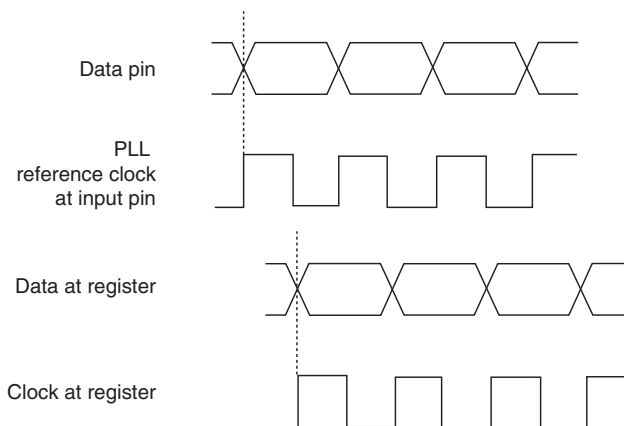 Data pin
PLL
reference clock
at input pin
Data at register
Clock at register